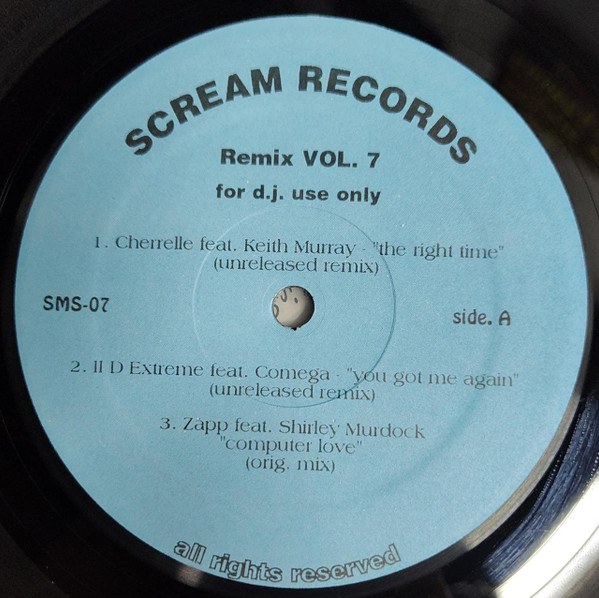 SCREAM RECORDS
Remix VOL. 7
for d.j. use only
1. Cherrelle feat. Keith Murray - "the right time"
(unreleased remix)
SMS-07
side. A
2. II D Extreme feat. Comega - "you got me again"
(unreleased remix)
3. Zapp feat. Shirley Murdock
"computer love"
(orig. mix)
all rights reserved